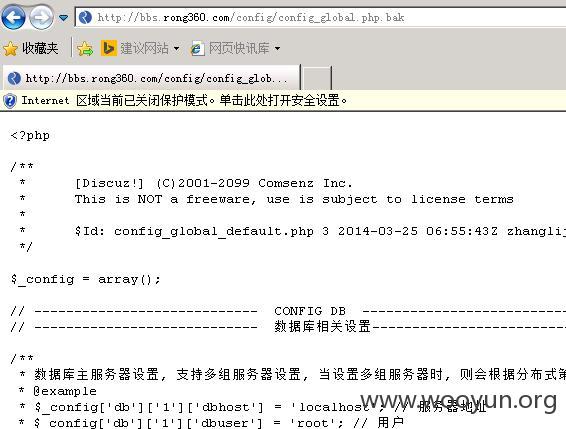 http://bbs.rong360.com/config/config_global.php.bak
收藏夹 建议网站 网页快讯库
http://bbs.rong360.com/config/config_glob...
Internet 区域当前已关闭保护模式。单击此处打开安全设置。
<?php
/**
*      [Discuz!] (C)2001-2099 Comsenz Inc.
*      This is NOT a freeware, use is subject to license terms
*
*      $Id: config_global_default.php 3 2014-03-25 06:55:43Z zhanglij
*/
$_config = array();
// ---------------------------- CONFIG DB ----------------------------
// ---------------------------- 数据库相关设置----------------------------
/**
* 数据库主服务器设置, 支持多组服务器设置, 当设置多组服务器时, 则会根据分布式策
* @example
* $_config['db']['1']['dbhost'] = 'localhost'; // 服务器地址
* $_config['db']['1']['dbuser'] = 'root'; // 用户
www.wooyun.org